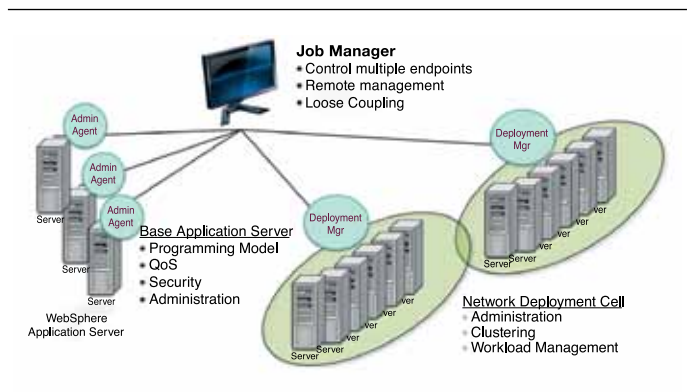 Job Manager
• Control multiple endpoints
• Remote management
• Loose Coupling
Admin
Agent
Admin
Agent
Admin
Agent
Server
Server
Server
WebSphere
Application Server
Base Application Server
• Programming Model
• QoS
• Security
• Administration
Deployment
Mgr
Server
Server
ver
ver
ver
ver
Deployment
Mgr
Server
Server
ver
ver
ver
Network Deployment Cell
• Administration
• Clustering
• Workload Management